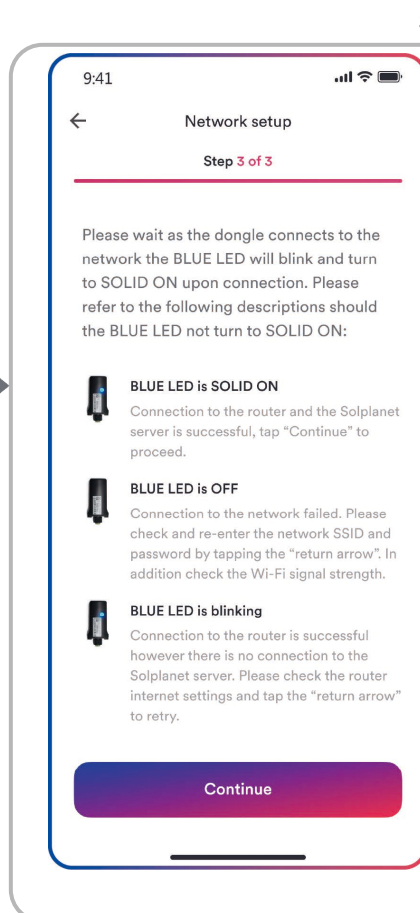 9:41
Network setup
Step 3 of 3
Please wait as the dongle connects to the
network the BLUE LED will blink and turn
to SOLID ON upon connection. Please
refer to the following descriptions should
the BLUE LED not turn to SOLID ON:
BLUE LED is SOLID ON
Connection to the router and the Solplanet
server is successful, tap “Continue” to
proceed.
BLUE LED is OFF
Connection to the network failed. Please
check and re-enter the network SSID and
password by tapping the “return arrow”. In
addition check the Wi-Fi signal strength.
BLUE LED is blinking
Connection to the router is successful
however there is no connection to the
Solplanet server. Please check the router
internet settings and tap the “return arrow”
to retry.
Continue